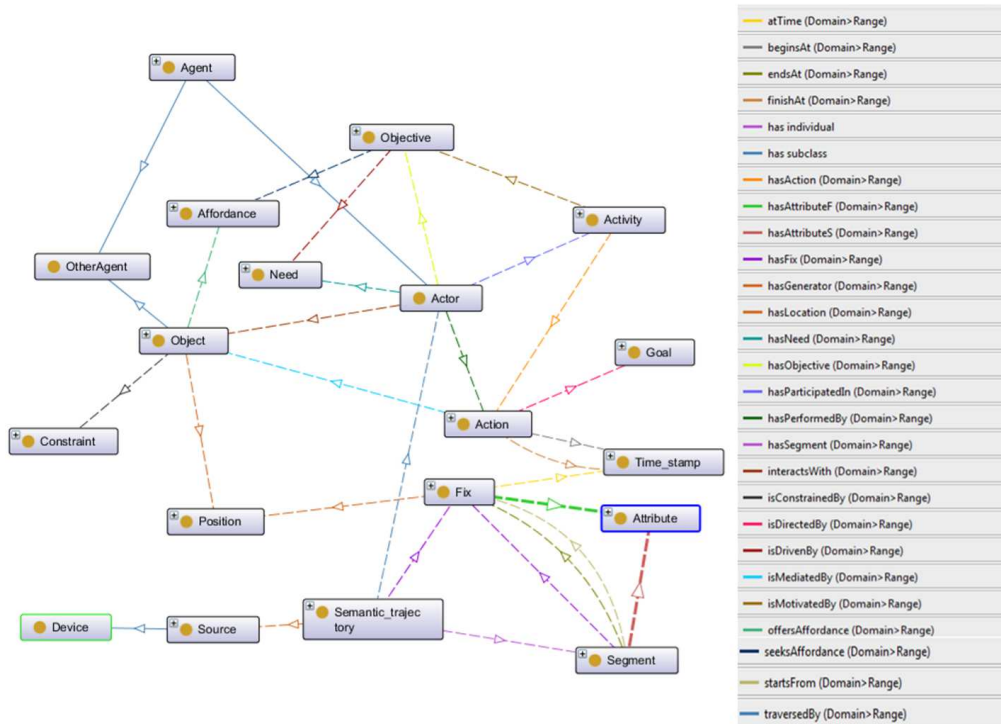 Agent
Objective
Affordance
Activity
OtherAgent
Need
Actor
Object
Goal
Constraint
Action
Time_stamp
Fix
Position
Attribute
Semantic_trajec
tory
Device
Source
Segment
atTime (Domain>Range)
beginsAt (Domain>Range)
endsAt (Domain>Range)
finishAt (Domain>Range)
has individual
has subclass
hasAction (Domain>Range)
hasAttributeF (Domain>Range)
hasAttributeS (Domain>Range)
hasFix (Domain>Range)
hasGenerator (Domain>Range)
hasLocation (Domain>Range)
hasNeed (Domain>Range)
hasObjective (Domain>Range)
hasParticipatedIn (Domain>Range)
hasPerformedBy (Domain>Range)
hasSegment (Domain>Range)
interactsWith (Domain>Range)
isConstrainedBy (Domain>Range)
isDirectedBy (Domain>Range)
isDrivenBy (Domain>Range)
isMediatedBy (Domain>Range)
isMotivatedBy (Domain>Range)
offersAffordance (Domain>Range)
seeksAffordance (Domain>Range)
startsFrom (Domain>Range)
traversedBy (Domain>Range)